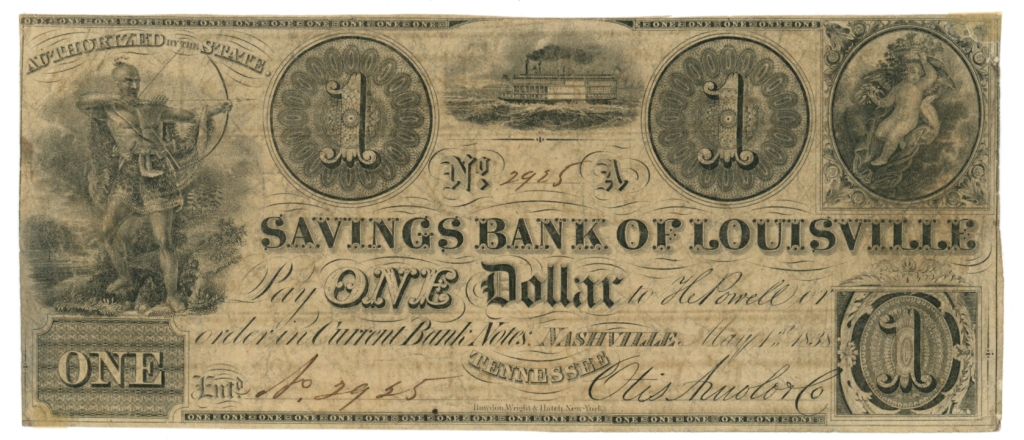 ONE ONE ONE ONE ONE ONE ONE ONE ONE ONE
AUTHORIZED BY THE STATE.
1 1
No. 2925 A
SAVINGS BANK OF LOUISVILLE
Pay ONE Dollar to H. Powell or
order in Current Bank Notes. NASHVILLE. May 1st 1838
TENNESSEE
ONE
Entd. No. 2925
Otis & Co
1
Rawdon, Wright & Hatch, New-York.
ONE ONE ONE ONE ONE ONE ONE ONE ONE ONE